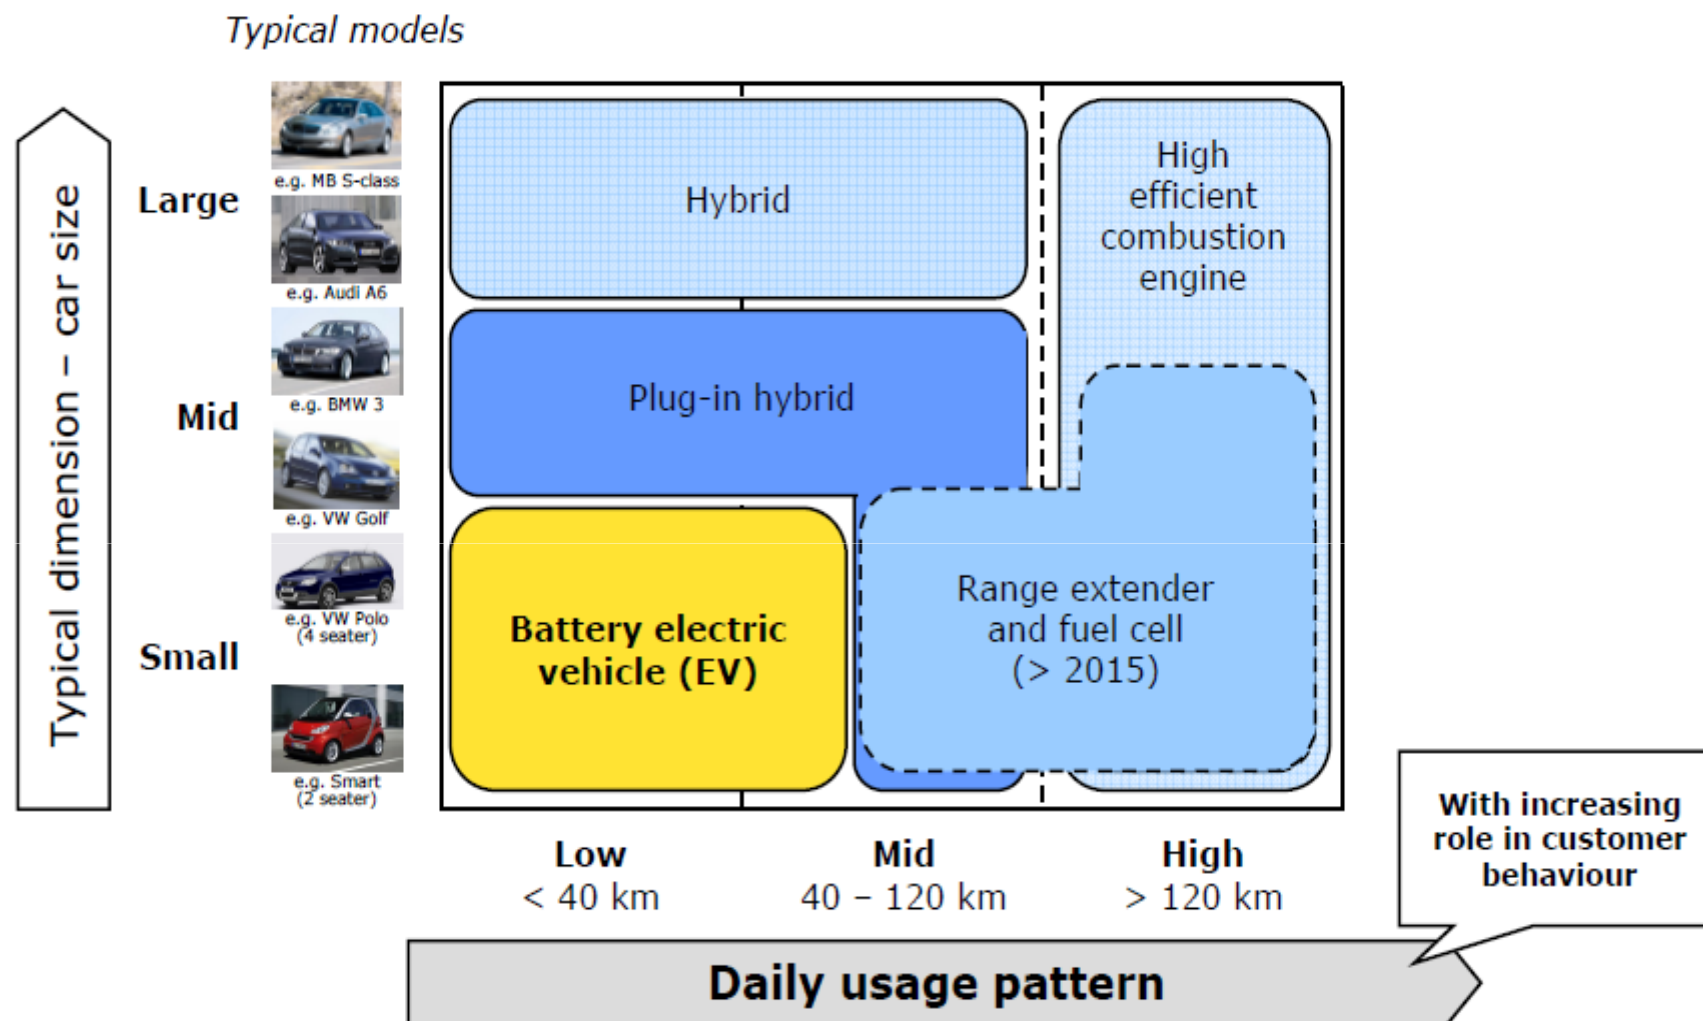 Typical models
Typical dimension – car size
Large
Mid
Small
e.g. MB S-class
e.g. Audi A6
e.g. BMW 3
e.g. VW Golf
e.g. VW Polo
(4 seater)
e.g. Smart
(2 seater)
Hybrid
High
efficient
combustion
engine
Plug-in hybrid
Battery electric
vehicle (EV)
Range extender
and fuel cell
(> 2015)
Low
< 40 km
Mid
40 – 120 km
High
> 120 km
With increasing
role in customer
behaviour
Daily usage pattern